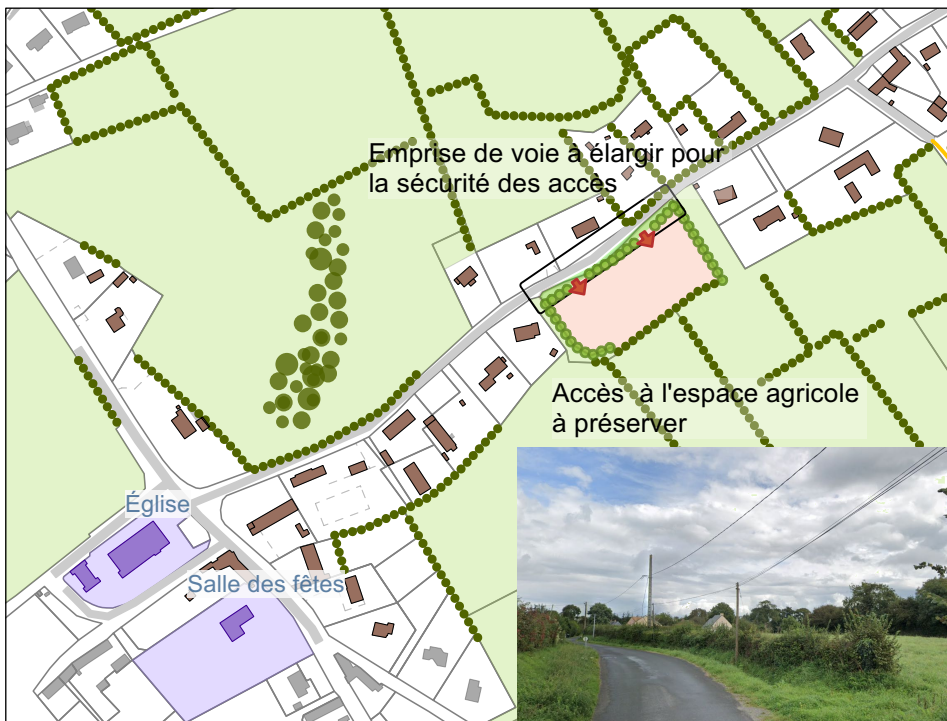 Emprise de voie à élargir pour
la sécurité des accès
Accès à l'espace agricole
à préserver
Église
Salle des fêtes